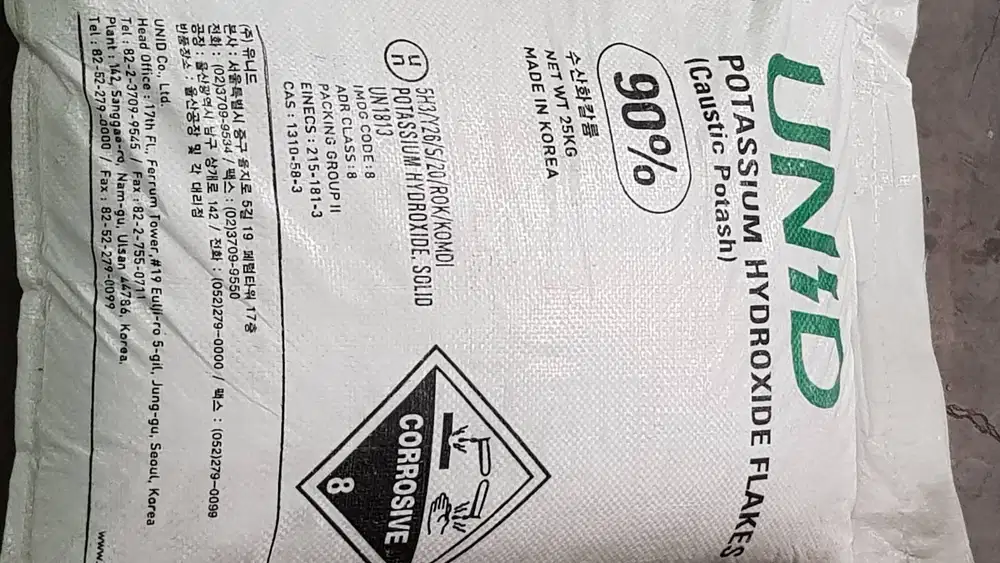 UNID
POTASSIUM HYDROXIDE FLAKES
(Caustic Potash)
90%
수산화칼륨
NET WT 25KG
MADE IN KOREA
un
5H3/Y26/S/20/ROK/KOMDI
POTASSIUM HYDROXIDE, SOLID
UN1813
IMDG CODE : 8
ADR CLASS : 8
PACKING GROUP II
EINECS : 215-181-3
CAS : 1310-58-3
CORROSIVE
8
(주) 유니드
본사 : 서울특별시 중구 을지로 5길 19 페럼타워 17층
전화 : (02)3709-9534 / 팩스 : (02)3709-9550
공장 : 울산광역시 남구 상개로 142 / 전화 : (052)279-0000 / 팩스 : (052)279-0099
반품장소 : 울산공장 및 각 대리점
UNID Co., Ltd.
Head Office : 17th FL, Ferrum Tower, #19 Eulji-ro 5-gil, Jung-gu, Seoul, Korea
Tel : 82-2-3709-9565 / Fax : 82-2-755-0711
Plant : 142, Sanggae-ro, Nam-gu, Ulsan 44786, Korea.
Tel : 82-52-279-0000 / Fax : 82-52-279-0099
www.